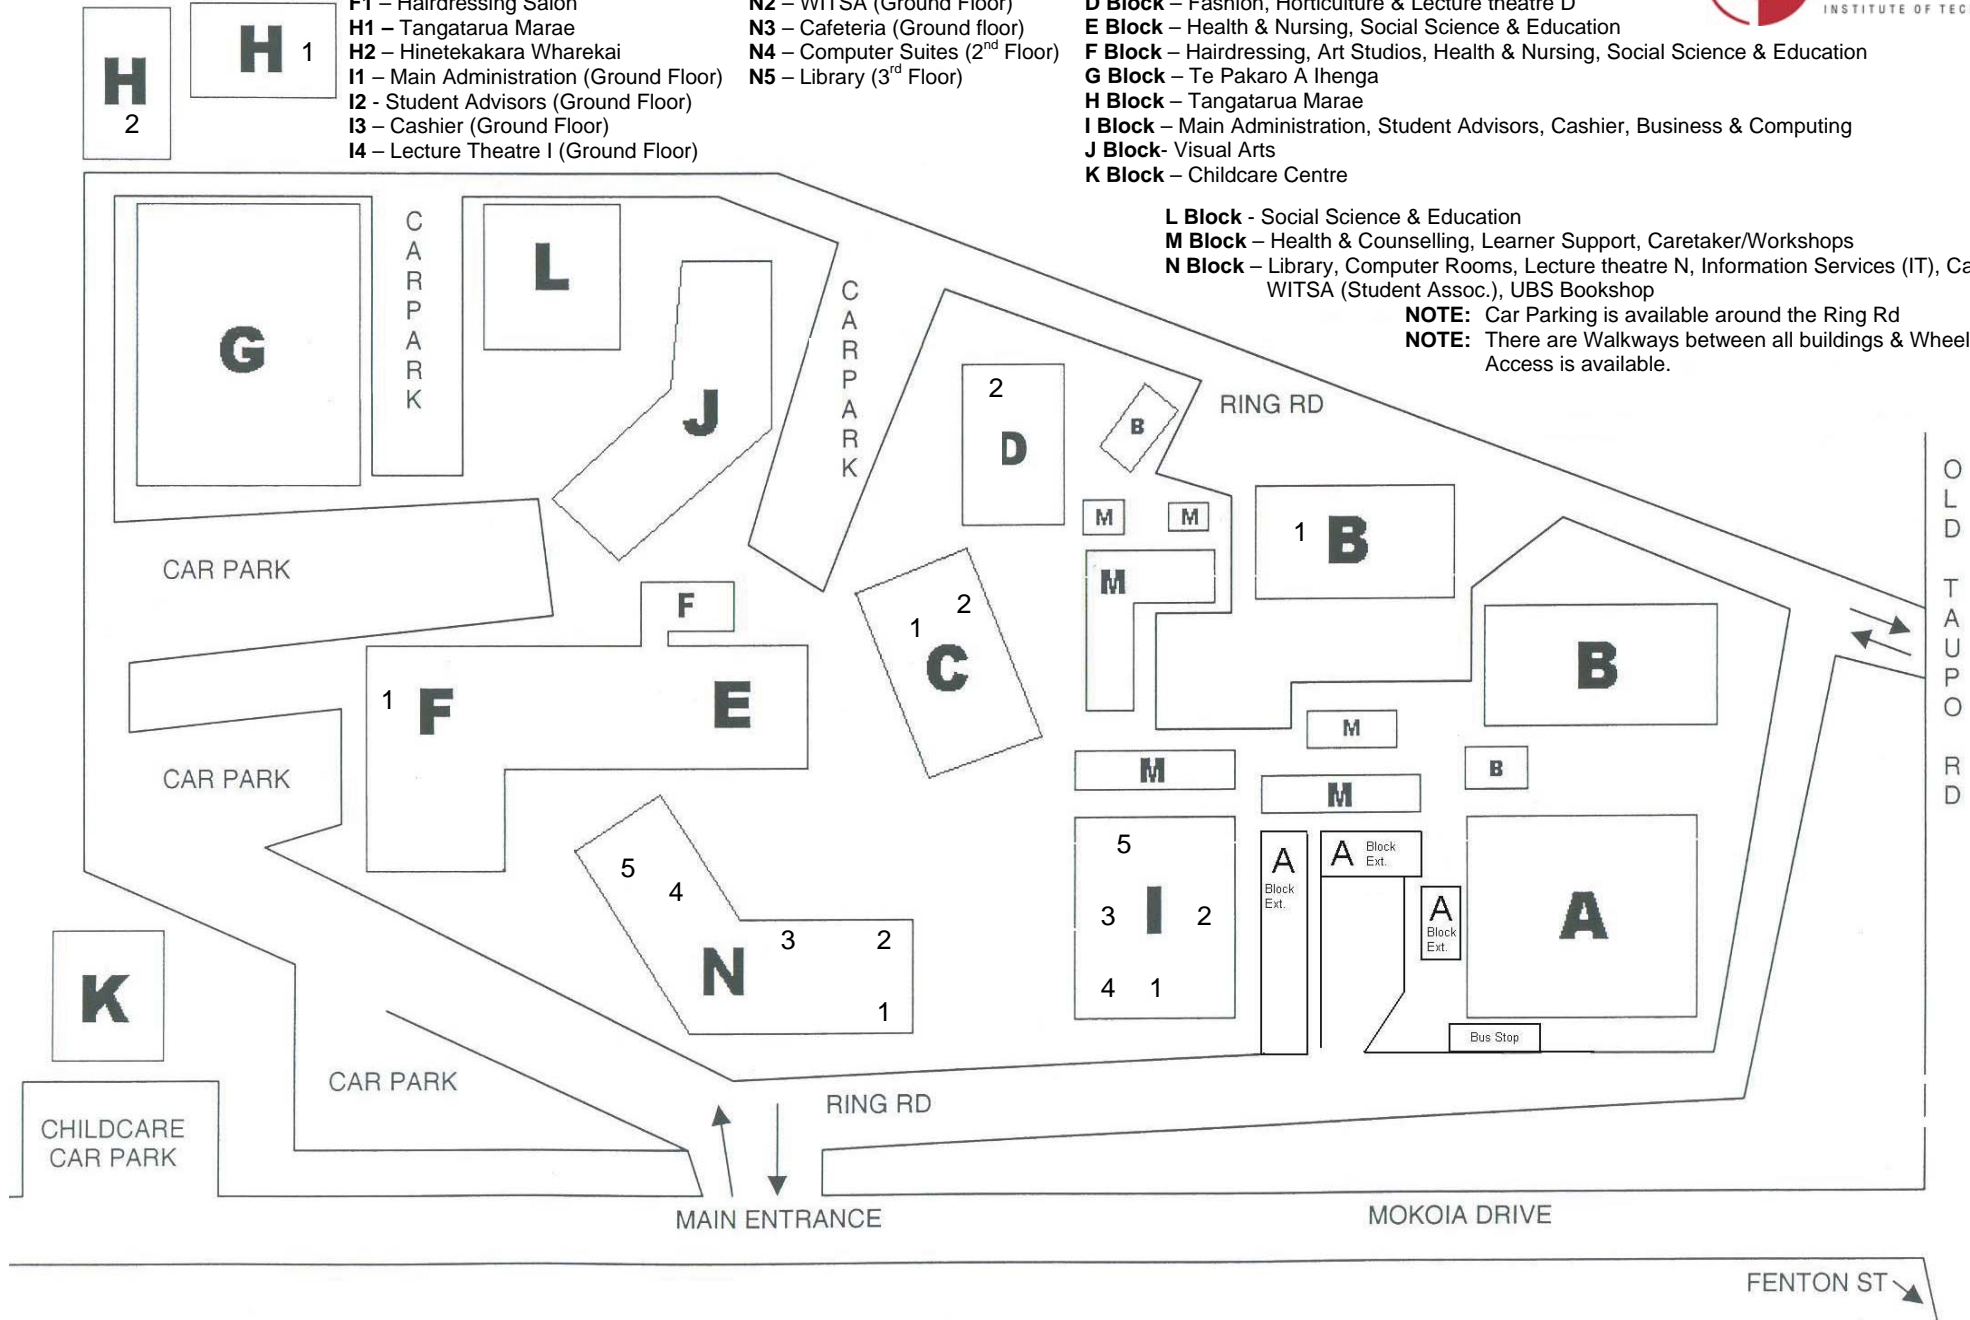 F1 – Hairdressing Salon
H1 – Tangatarua Marae
H2 – Hinetekakara Wharekai
I1 – Main Administration (Ground Floor)
I2 - Student Advisors (Ground Floor)
I3 – Cashier (Ground Floor)
I4 – Lecture Theatre I (Ground Floor)
N2 – WITSA (Ground Floor)
N3 – Cafeteria (Ground floor)
N4 – Computer Suites (2nd Floor)
N5 – Library (3rd Floor)
D Block – Fashion, Horticulture & Lecture theatre D
E Block – Health & Nursing, Social Science & Education
F Block – Hairdressing, Art Studios, Health & Nursing, Social Science & Education
G Block – Te Pakaro A Ihenga
H Block – Tangatarua Marae
I Block – Main Administration, Student Advisors, Cashier, Business & Computing
J Block- Visual Arts
K Block – Childcare Centre
L Block - Social Science & Education
M Block – Health & Counselling, Learner Support, Caretaker/Workshops
N Block – Library, Computer Rooms, Lecture theatre N, Information Services (IT), Ca
WITSA (Student Assoc.), UBS Bookshop
NOTE: Car Parking is available around the Ring Rd
NOTE: There are Walkways between all buildings & Wheel
Access is available.
INSTITUTE OF TEC
H 1
H
2
G
CARPARK
L
J
CARPARK
2
D
B
RING RD
M
M
M
1 B
B
OLD TAUPO RD
CAR PARK
F
1 F
E
1
2
C
M
M
M
B
CAR PARK
5
4
3
2
N
1
5
3
I
2
4
1
A
Block
Ext.
A
Block
Ext.
A
Block
Ext.
A
Bus Stop
K
CAR PARK
CHILDCARE
CAR PARK
RING RD
MAIN ENTRANCE
MOKOIA DRIVE
FENTON ST